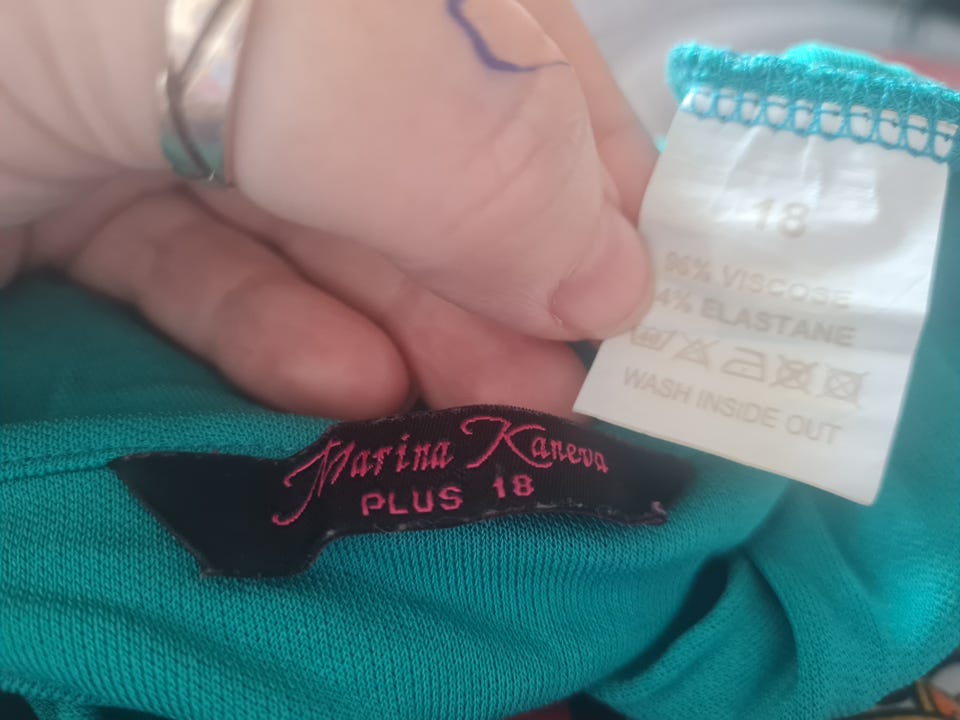 18
96% VISCOSE
4% ELASTANE
WASH INSIDE OUT
Marina Kaneva
PLUS 18